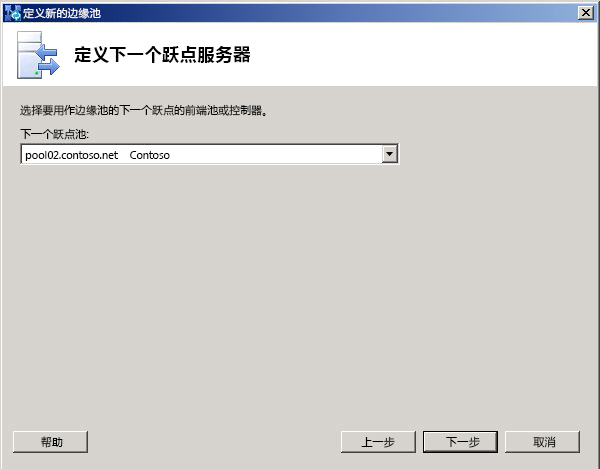 定义新的边缘池
定义下一个跃点服务器
选择要用作边缘池的下一个跃点的前端池或控制器。
下一个跃点池:
pool02.contoso.net Contoso
帮助 上一步 下一步 取消